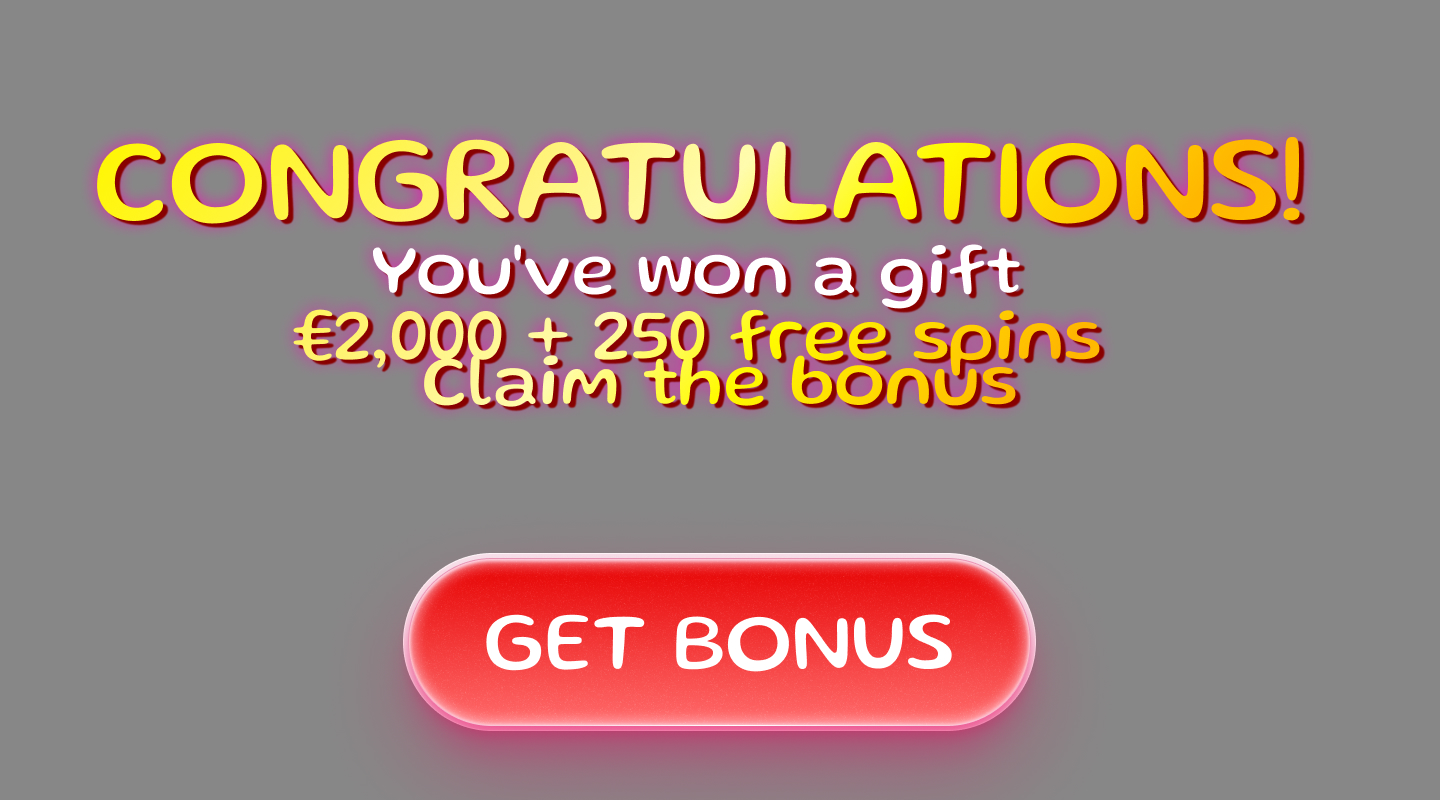 CONGRATULATIONS!
You've won a gift
€2,000 + 250 free spins
Claim the bonus
GET BONUS